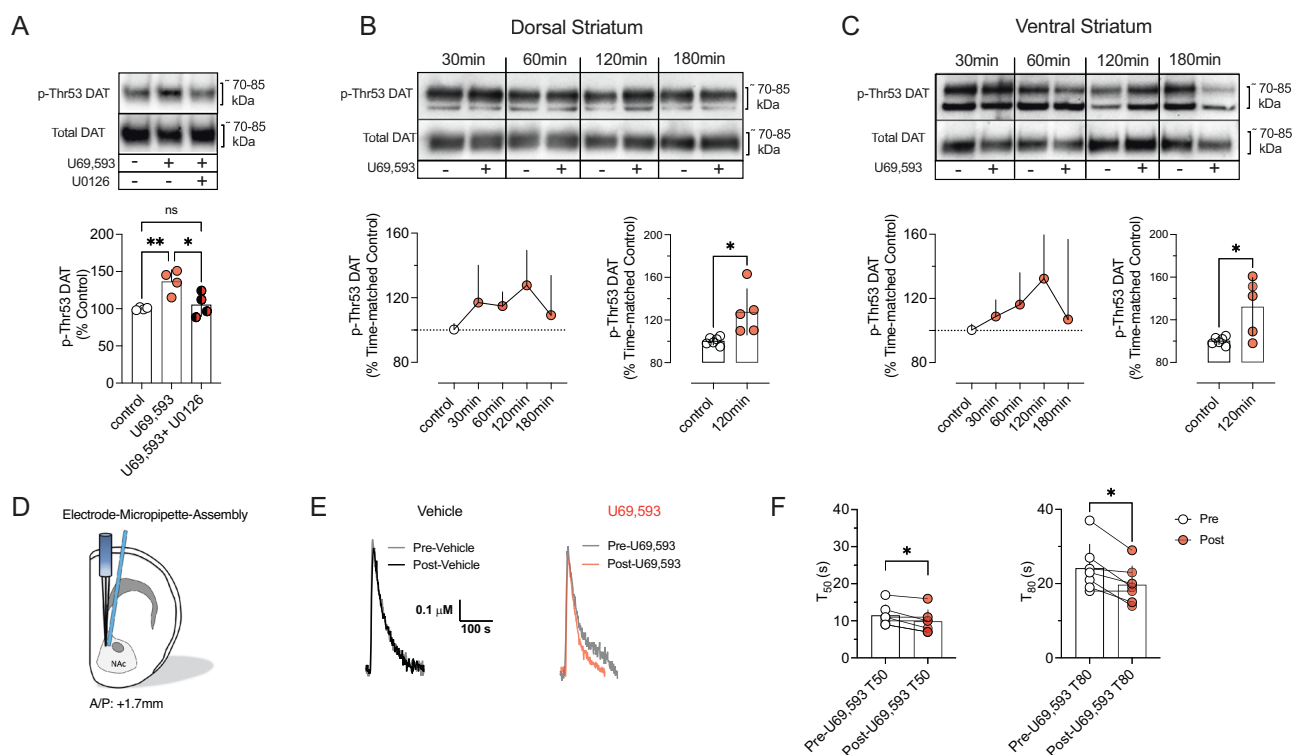 A
p-Thr53 DAT
~ 70-85
kDa
Total DAT
~ 70-85
kDa
U69,593 - + +
U0126 +
ns
** *
p-Thr53 DAT
(% Control)
200
150
100
50
0
control
U69,593
U69,593+ U0126
B
Dorsal Striatum
30min 60min 120min 180min
p-Thr53 DAT
~ 70-85
kDa
Total DAT
~ 70-85
kDa
U69,593 - + - + - + - +
p-Thr53 DAT
(% Time-matched Control)
160
120
80
control
30min
60min
120min
180min
p-Thr53 DAT
(% Time-matched Control)
200
180
160
140
120
100
80
*
control
120min
C
Ventral Striatum
30min 60 min 120min 180min
p-Thr53 DAT
~ 70-85
kDa
Total DAT
~ 70-85
kDa
U69,593 - + - + - + - +
p-Thr53 DAT
(% Time-matched Control)
160
120
80
control
30min
60min
120min
180min
p-Thr53 DAT
(% Time-matched Control)
200
180
160
140
120
100
80
*
control
120min
D
Electrode-Micropipette-Assembly
NAc
A/P: +1.7mm
E
Vehicle
Pre-Vehicle
Post-Vehicle
0.1 µM
100 s
U69,593
Pre-U69,593
Post-U69,593
F
T50 (s)
40
30
20
10
0
*
Pre-U69,593 T50
Post-U69,593 T50
T80 (s)
40
20
0
*
Pre-U69,593 T80
Post-U69,593 T80
Pre
Post